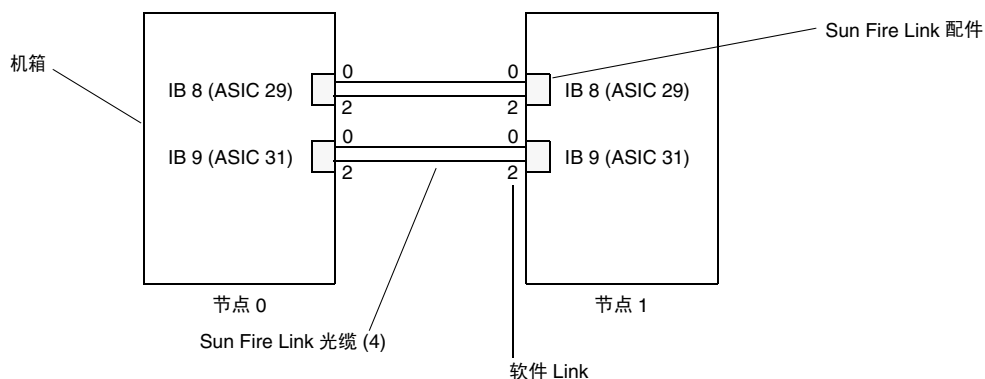 Sun Fire Link 配件
机箱
0 0
IB 8 (ASIC 29) IB 8 (ASIC 29)
2 2
0 0
IB 9 (ASIC 31) IB 9 (ASIC 31)
2 2
节点 0 节点 1
Sun Fire Link 光缆 (4)
软件 Link